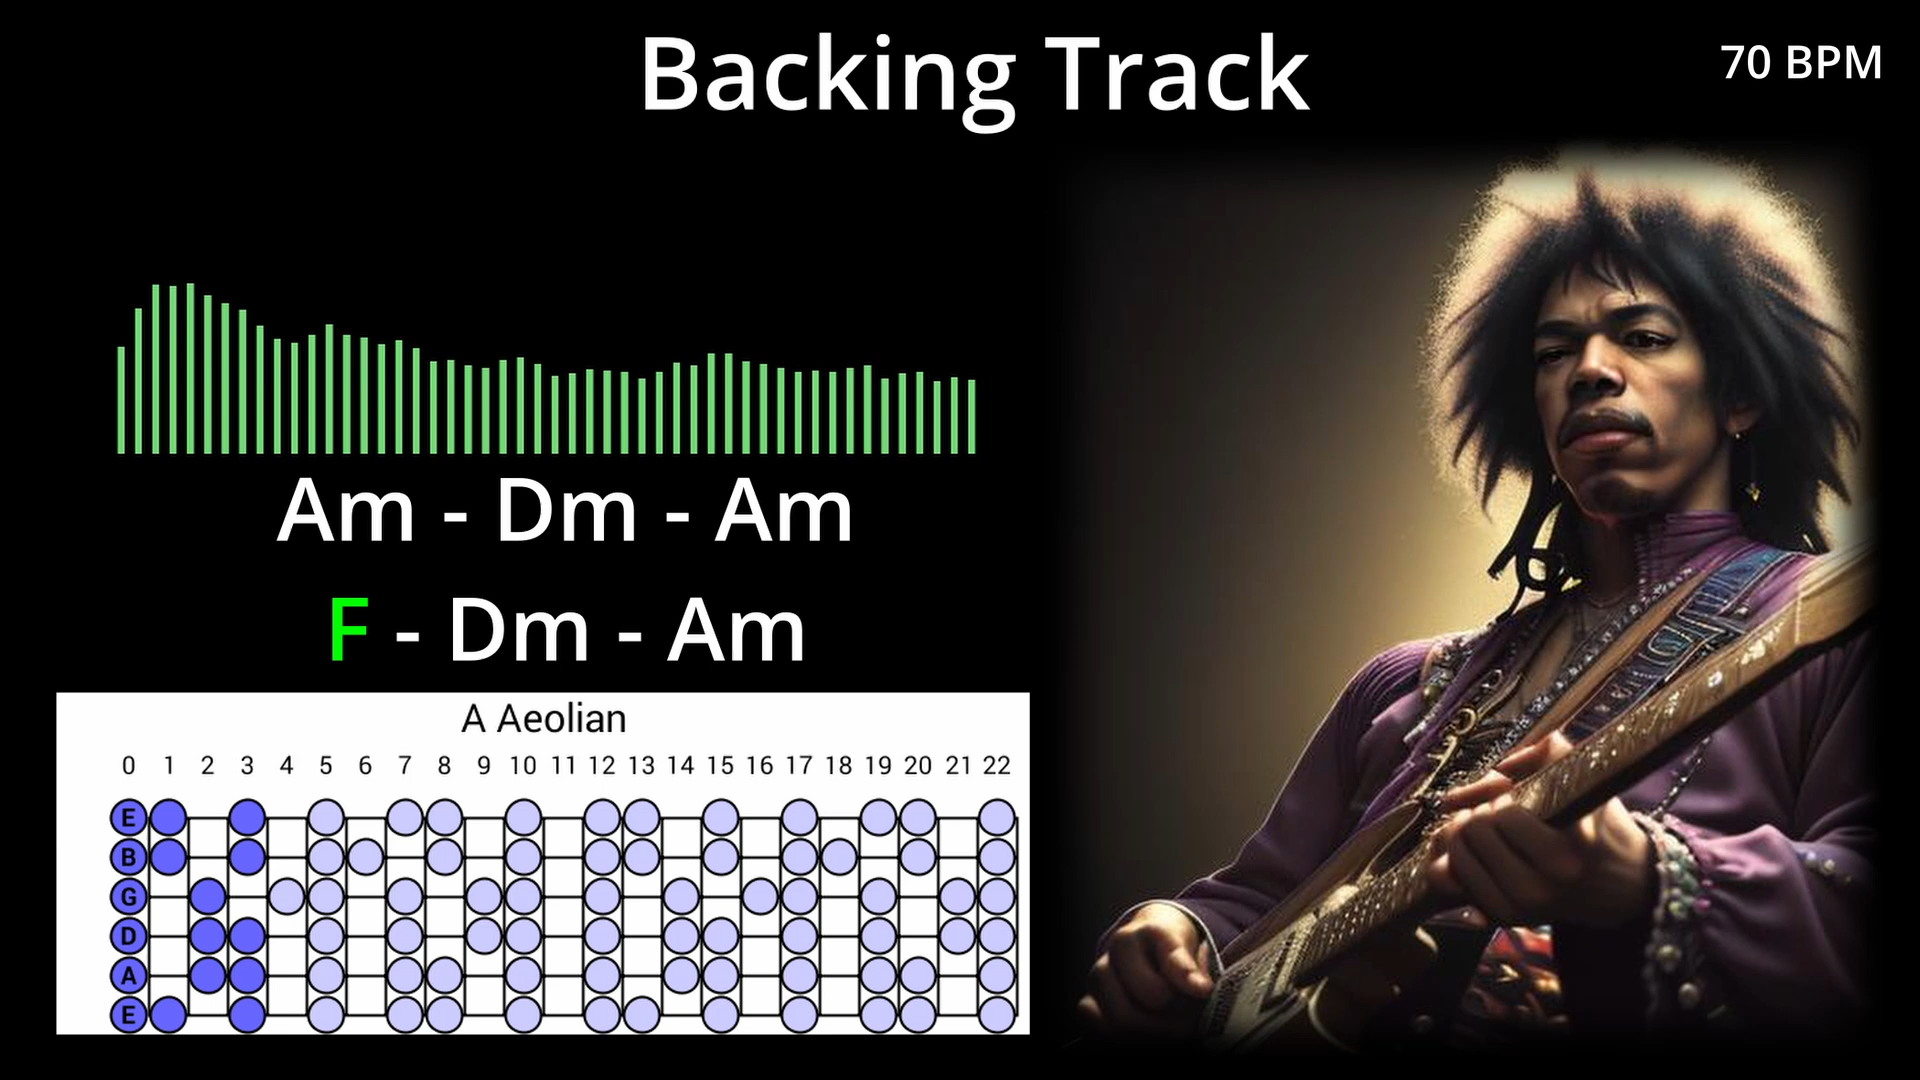 Backing Track
70 BPM
Am - Dm - Am
F - Dm - Am
A Aeolian
0 1 2 3 4 5 6 7 8 9 10 11 12 13 14 15 16 17 18 19 20 21 22
E
B
G
D
A
E